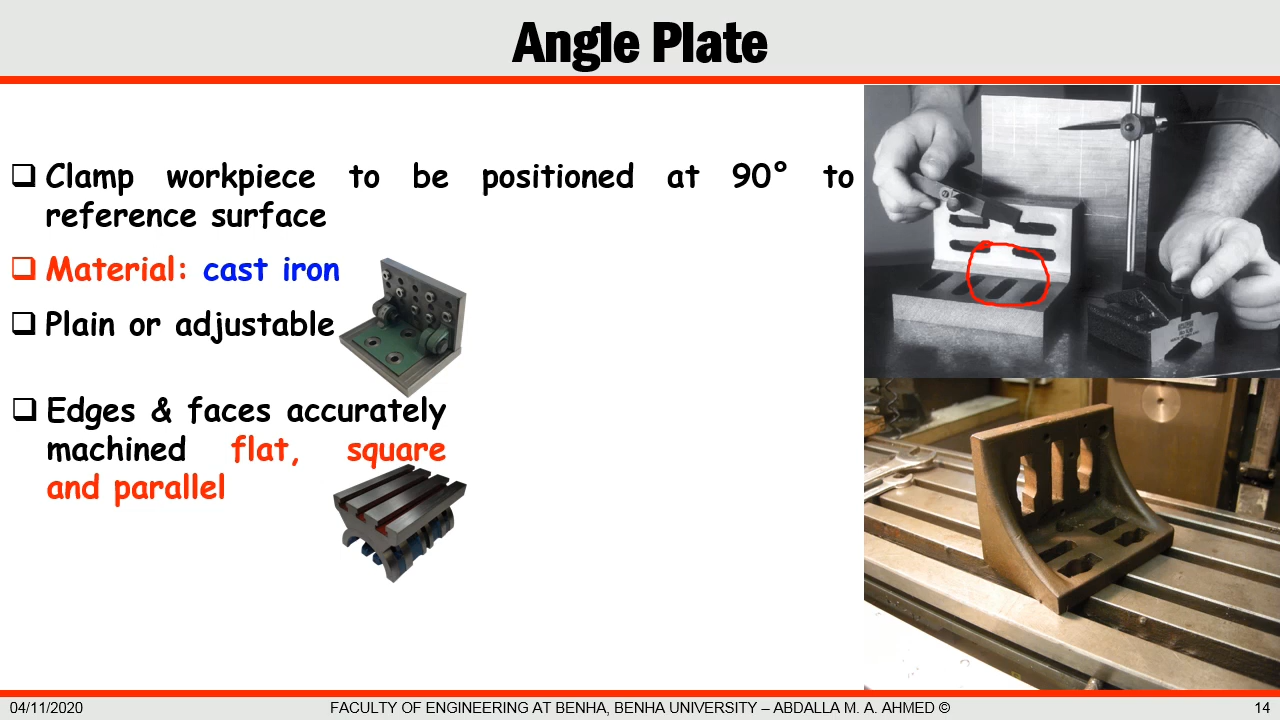 Angle Plate
❑ Clamp workpiece to be positioned at 90° to
reference surface
❑ Material: cast iron
❑ Plain or adjustable
❑ Edges & faces accurately
machined flat, square
and parallel
04/11/2020 FACULTY OF ENGINEERING AT BENHA, BENHA UNIVERSITY – ABDALLA M. A. AHMED © 14